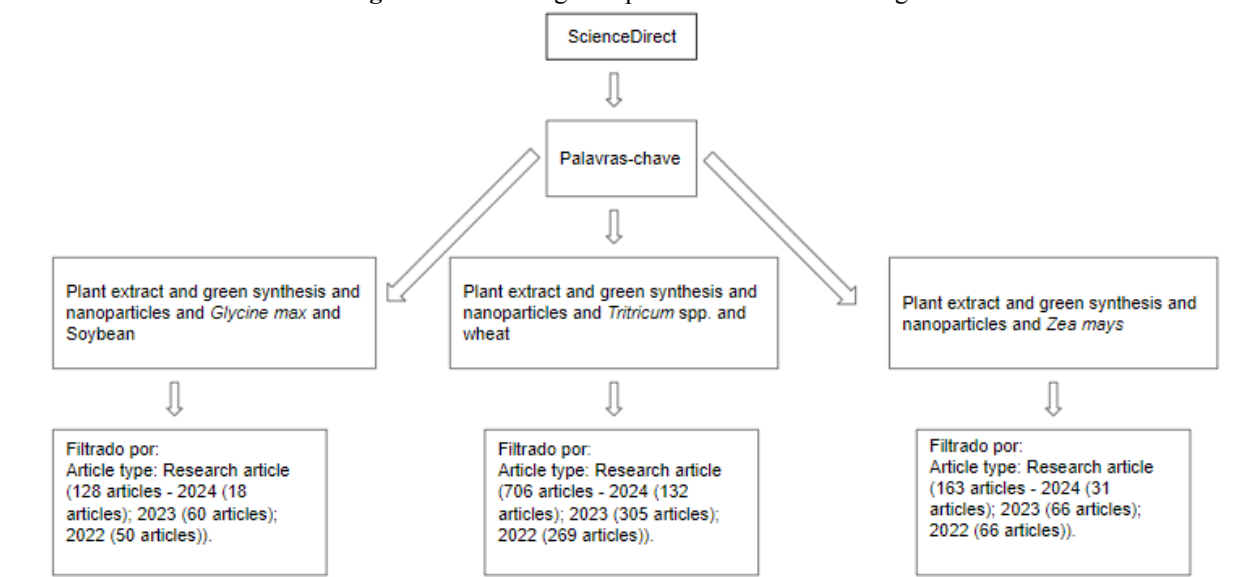 ScienceDirect
Palavras-chave
Plant extract and green synthesis and
nanoparticles and Glycine max and
Soybean
Plant extract and green synthesis and
nanoparticles and Tritricum spp. and
wheat
Plant extract and green synthesis and
nanoparticles and Zea mays
Filtrado por:
Article type: Research article
(128 articles - 2024 (18
articles); 2023 (60 articles);
2022 (50 articles)).
Filtrado por:
Article type: Research article
(706 articles - 2024 (132
articles); 2023 (305 articles);
2022 (269 articles)).
Filtrado por:
Article type: Research article
(163 articles - 2024 (31
articles); 2023 (66 articles);
2022 (66 articles)).